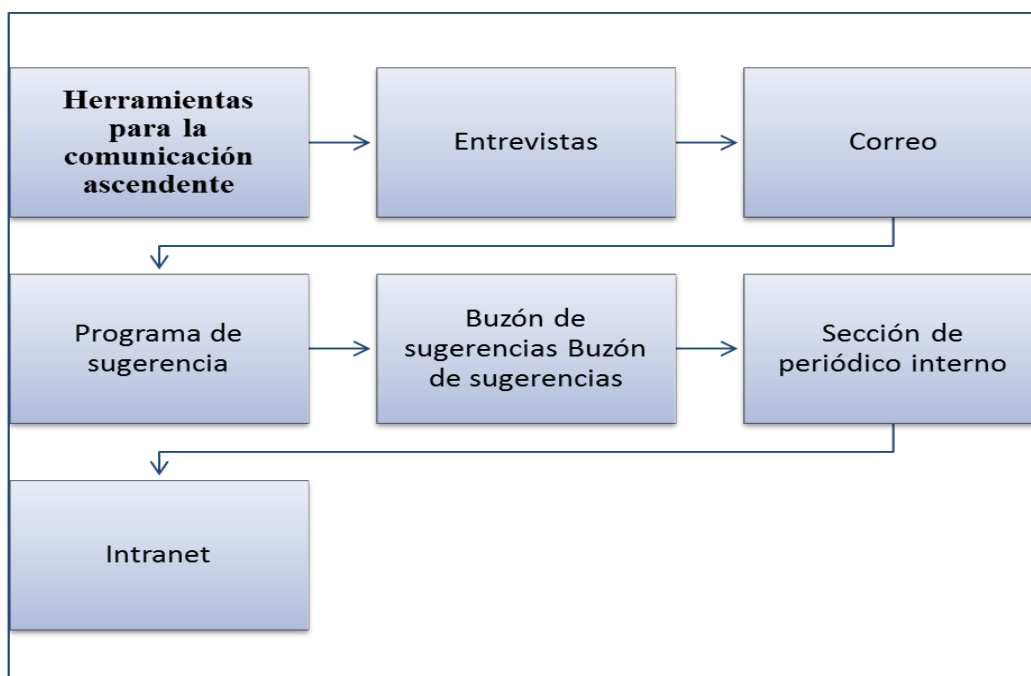 Herramientas
para la
comunicación
ascendente
Entrevistas
Correo
Programa de
sugerencia
Buzón de
sugerencias Buzón
de sugerencias
Sección de
periódico interno
Intranet